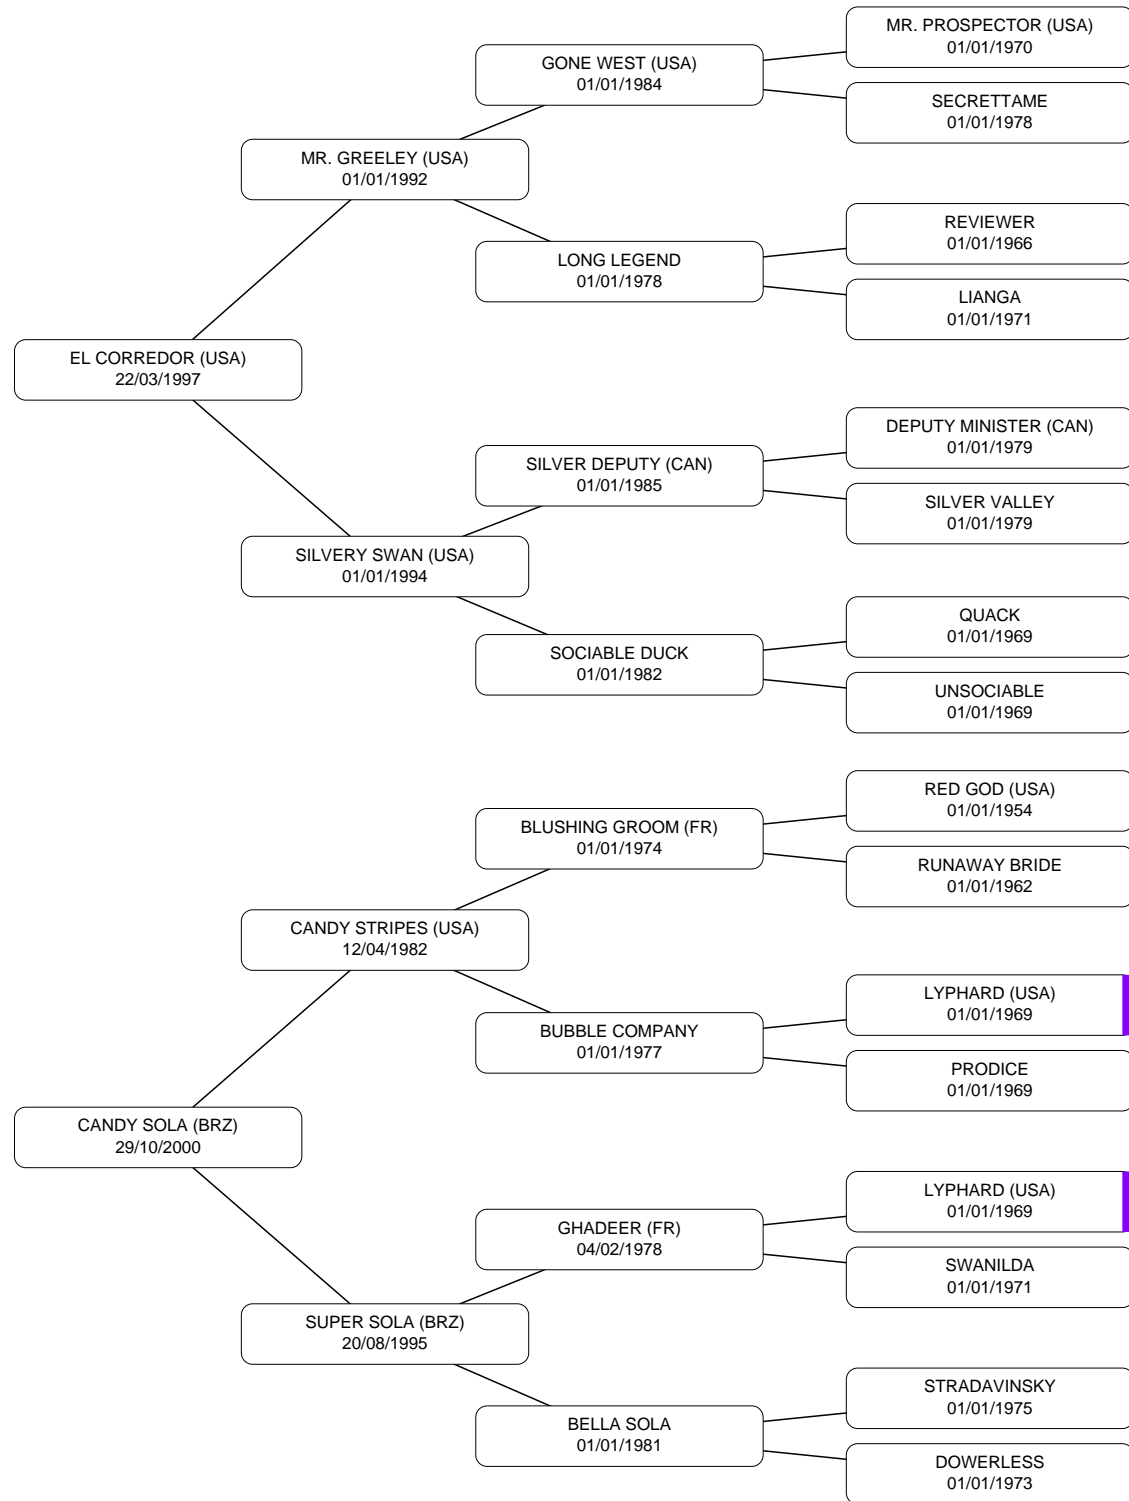 MR. PROSPECTOR (USA)
01/01/1970
GONE WEST (USA)
01/01/1984
SECRETTAME
01/01/1978
MR. GREELEY (USA)
01/01/1992
REVIEWER
01/01/1966
LONG LEGEND
01/01/1978
LIANGA
01/01/1971
EL CORREDOR (USA)
22/03/1997
DEPUTY MINISTER (CAN)
01/01/1979
SILVER DEPUTY (CAN)
01/01/1985
SILVER VALLEY
01/01/1979
SILVERY SWAN (USA)
01/01/1994
QUACK
01/01/1969
SOCIABLE DUCK
01/01/1982
UNSOCIABLE
01/01/1969
RED GOD (USA)
01/01/1954
BLUSHING GROOM (FR)
01/01/1974
RUNAWAY BRIDE
01/01/1962
CANDY STRIPES (USA)
12/04/1982
LYPHARD (USA)
01/01/1969
BUBBLE COMPANY
01/01/1977
PRODICE
01/01/1969
CANDY SOLA (BRZ)
29/10/2000
LYPHARD (USA)
01/01/1969
GHADEER (FR)
04/02/1978
SWANILDA
01/01/1971
SUPER SOLA (BRZ)
20/08/1995
STRADAVINSKY
01/01/1975
BELLA SOLA
01/01/1981
DOWERLESS
01/01/1973